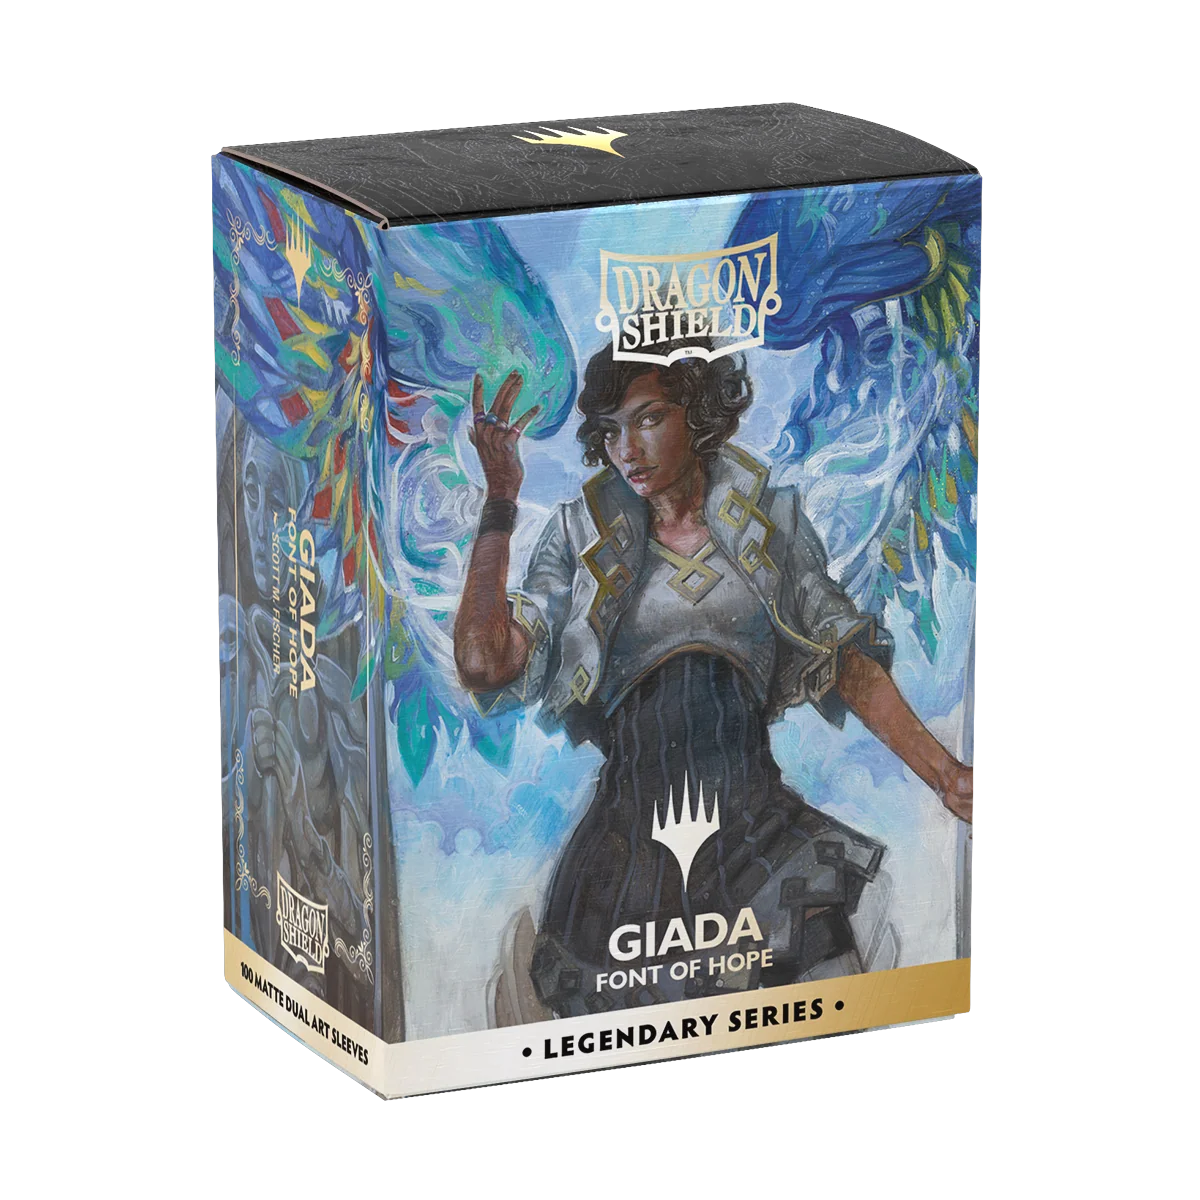 DRAGON
SHIELD
™
GIADA
FONT OF HOPE
• LEGENDARY SERIES •
GIADA
FONT OF HOPE
SCOTT M. FISCHER
DRAGON
SHIELD
100 MATTE DUAL ART SLEEVES